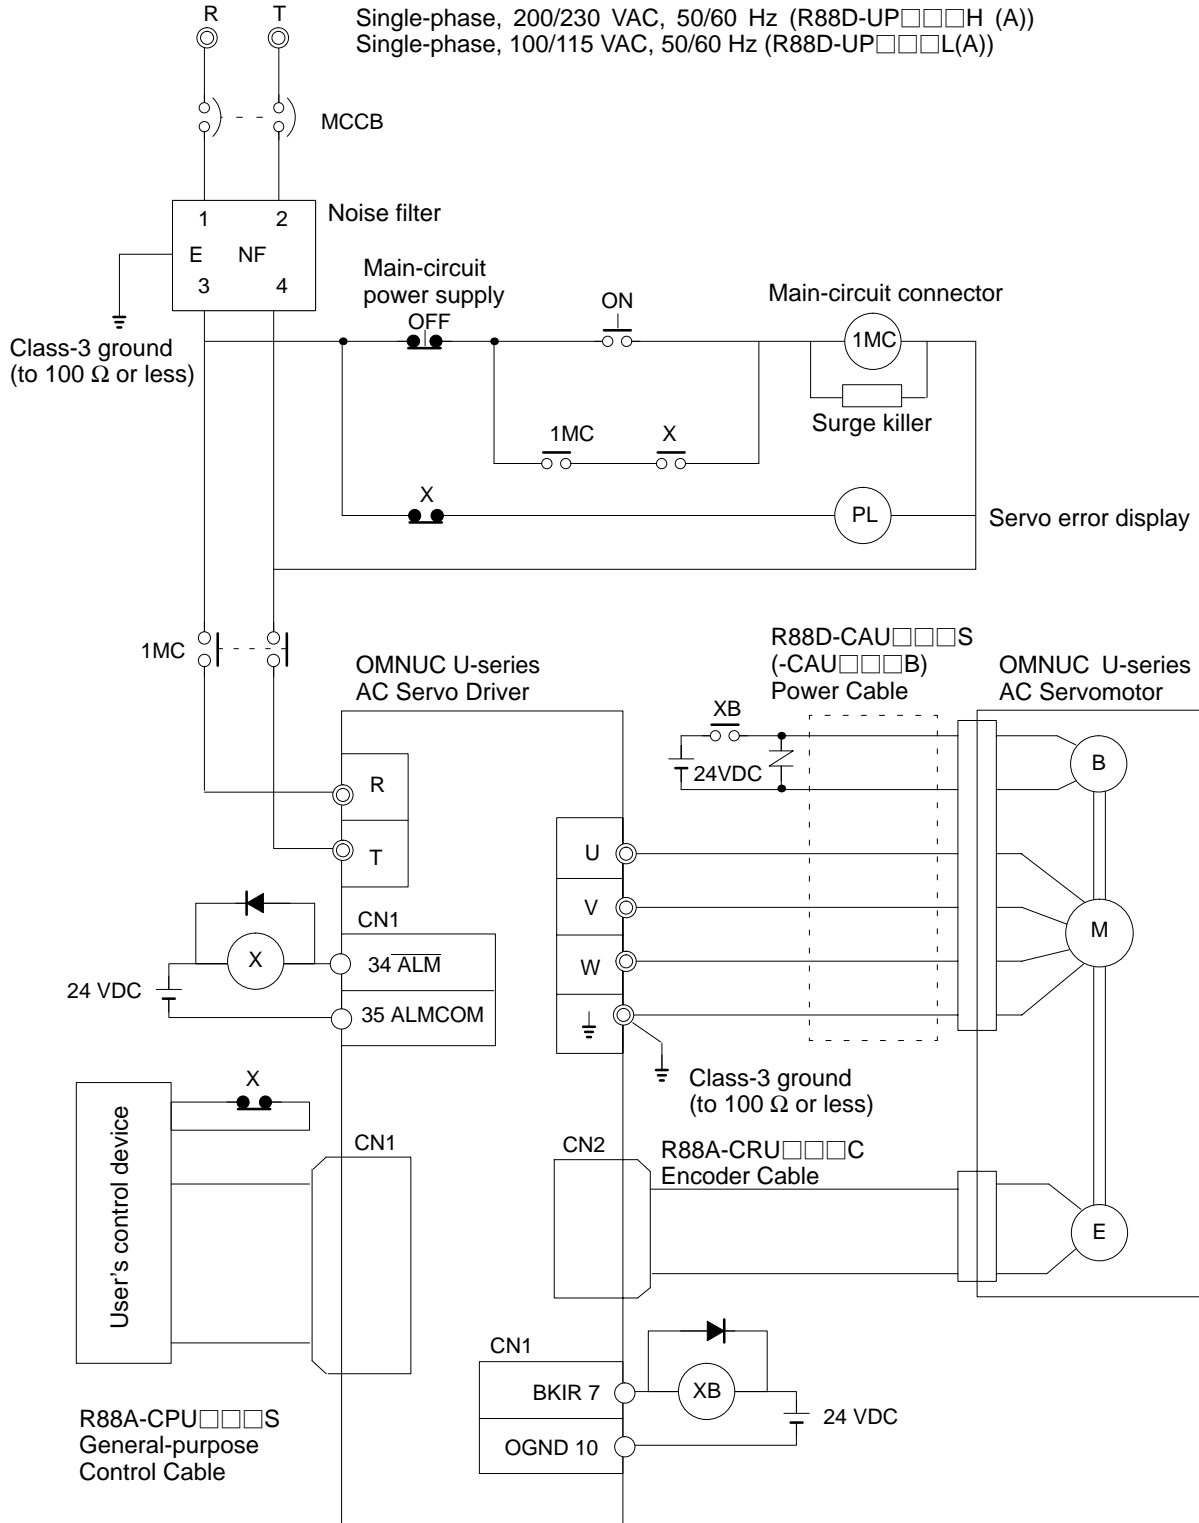 R T Single-phase, 200/230 VAC, 50/60 Hz (R88D-UP□□□H (A))
Single-phase, 100/115 VAC, 50/60 Hz (R88D-UP□□□L(A))
MCCB
1 2 Noise filter
E NF
3 4
Class-3 ground
(to 100 Ω or less)
Main-circuit
power supply
OFF
ON
Main-circuit connector
1MC
Surge killer
1MC X
X
PL
Servo error display
1MC
OMNUC U-series
AC Servo Driver
R88D-CAU□□□S
(-CAU□□□B)
Power Cable
OMNUC U-series
AC Servomotor
XB
24VDC
B
R
T
U
V
W
M
CN1
X
34 ALM
24 VDC
35 ALMCOM
Class-3 ground
(to 100 Ω or less)
X
User's control device
CN1
CN2
R88A-CRU□□□C
Encoder Cable
E
CN1
BKIR 7
XB
24 VDC
OGND 10
R88A-CPU□□□S
General-purpose
Control Cable